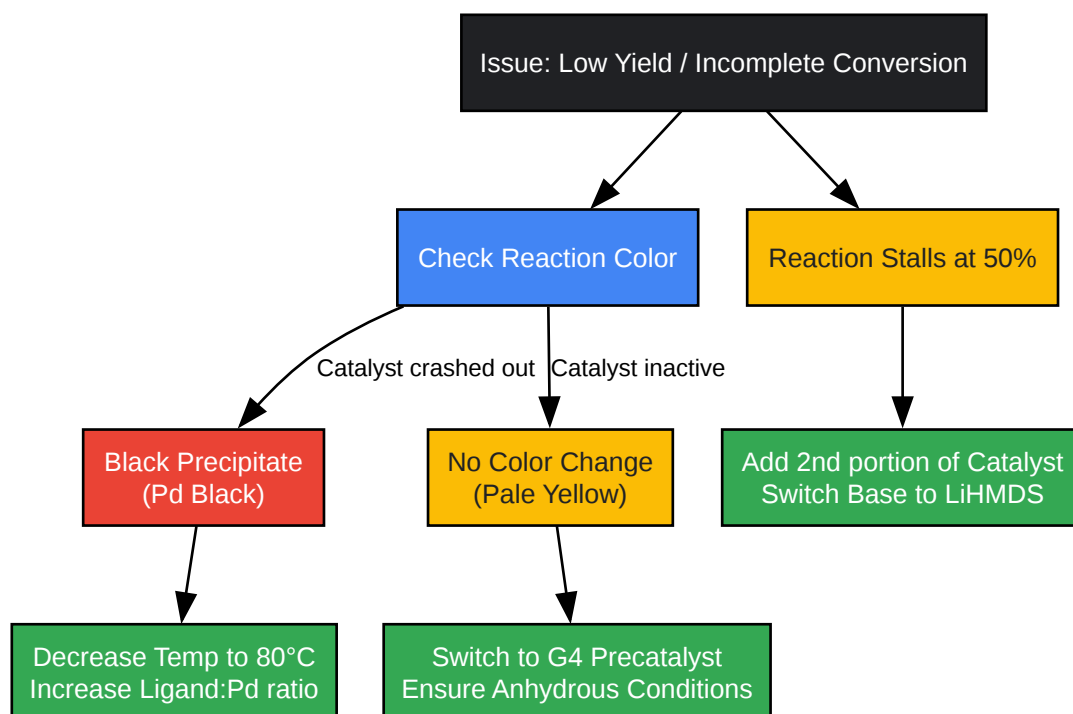 Issue: Low Yield / Incomplete Conversion
Check Reaction Color
Reaction Stalls at 50%
Catalyst crashed out
Catalyst inactive
Black Precipitate
(Pd Black)
No Color Change
(Pale Yellow)
Add 2nd portion of Catalyst
Switch Base to LiHMDS
Decrease Temp to 80°C
Increase Ligand:Pd ratio
Switch to G4 Precatalyst
Ensure Anhydrous Conditions